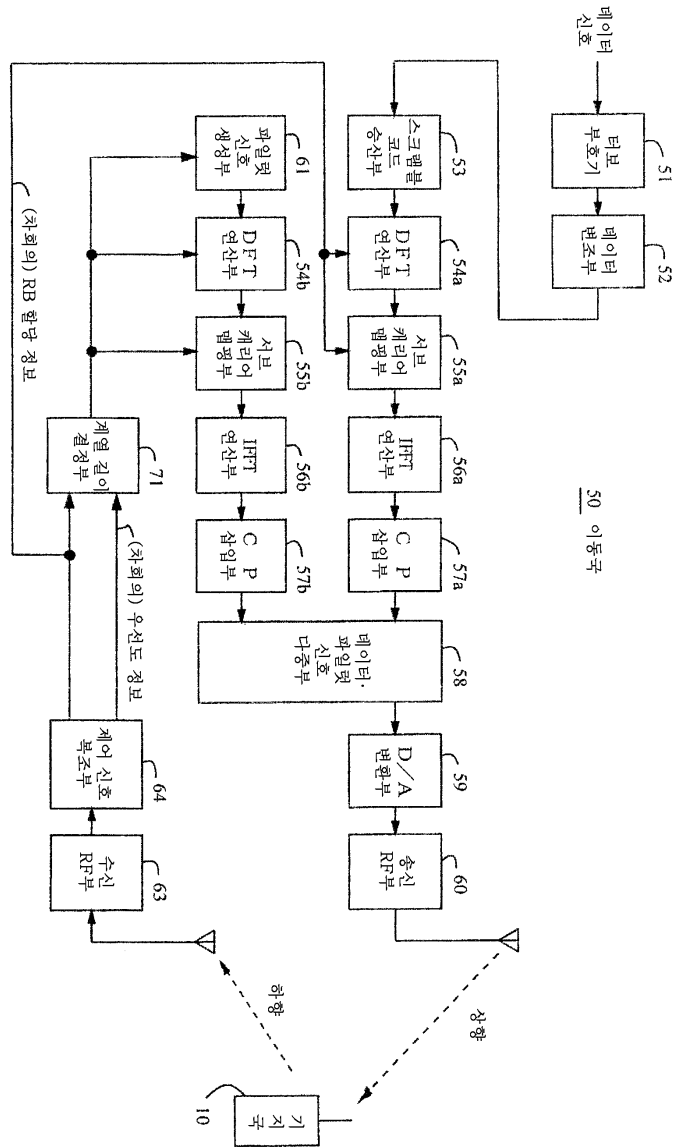 50 이동국
데이터
신호
51
터보
부호기
52
데이터
변조부
53
스크램블
코드
승산부
54a
DFT
연산부
55a
서브
캐리어
맵핑부
56a
IFFT
연산부
57a
CP
삽입부
58
데이터·
파일럿
신호
다중부
59
D/A
변환부
60
송신
RF부
61
파일럿
신호
생성부
54b
DFT
연산부
55b
서브
캐리어
맵핑부
56b
IFFT
연산부
57b
CP
삽입부
계열 길이
결정부
71
(차회의) 우선도 정보
(차회의) RB 할당 정보
제어 신호
복조부
64
수신
RF부
63
상향
하향
기지
국
10